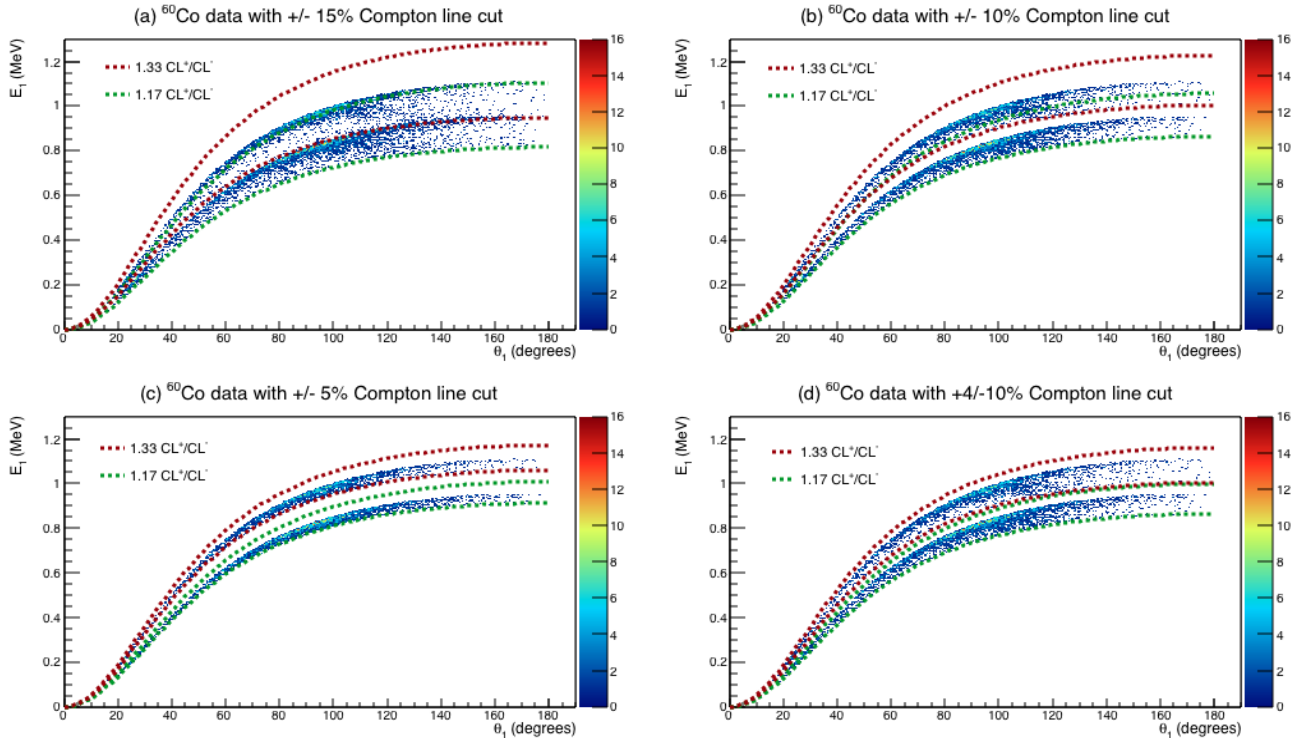 (a) ⁶⁰Co data with +/- 15% Compton line cut
E₁ (MeV)
1.33 CL⁺/CL⁻
1.17 CL⁺/CL⁻
1.2
1
0.8
0.6
0.4
0.2
0
0 20 40 60 80 100 120 140 160 180
θ₁ (degrees)
16
14
12
10
8
6
4
2
0
(b) ⁶⁰Co data with +/- 10% Compton line cut
E₁ (MeV)
1.33 CL⁺/CL⁻
1.17 CL⁺/CL⁻
1.2
1
0.8
0.6
0.4
0.2
0
0 20 40 60 80 100 120 140 160 180
θ₁ (degrees)
16
14
12
10
8
6
4
2
0
(c) ⁶⁰Co data with +/- 5% Compton line cut
E₁ (MeV)
1.33 CL⁺/CL⁻
1.17 CL⁺/CL⁻
1.2
1
0.8
0.6
0.4
0.2
0
0 20 40 60 80 100 120 140 160 180
θ₁ (degrees)
16
14
12
10
8
6
4
2
0
(d) ⁶⁰Co data with +4/-10% Compton line cut
E₁ (MeV)
1.33 CL⁺/CL⁻
1.17 CL⁺/CL⁻
1.2
1
0.8
0.6
0.4
0.2
0
0 20 40 60 80 100 120 140 160 180
θ₁ (degrees)
16
14
12
10
8
6
4
2
0